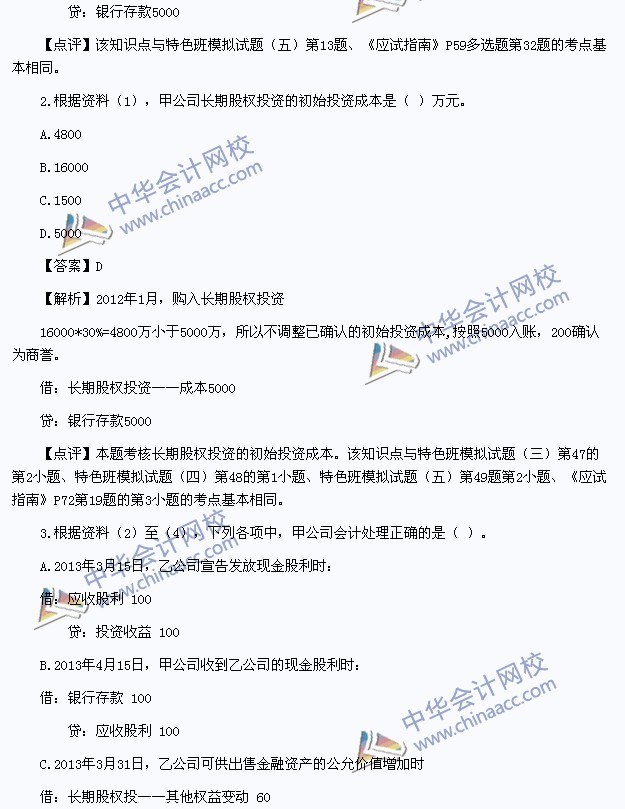 贷：银行存款5000
【点评】该知识点与特色班模拟试题（五）第13题、《应试指南》P59多选题第32题的考点基
本相同。
2.根据资料（1），甲公司长期股权投资的初始投资成本是（ ）万元。
A.4800
B.16000
C.1500
D.5000
中华会计网校
www.chinaacc.com
【答案】D
【解析】2012年1月，购入长期股权投资
16000*30%=4800万小于5000万，所以不调整已确认的初始投资成本,按照5000入账，200确认
为商誉。
中华会计网校
www.chinaacc.com
借：长期股权投资——成本5000
贷：银行存款5000
【点评】本题考核长期股权投资的初始投资成本。该知识点与特色班模拟试题（三）第47的
第2小题、特色班模拟试题（四）第48的第1小题、特色班模拟试题（五）第49题第2小题、《应试
指南》P72第19题的第3小题的考点基本相同。
3.根据资料（2）至（4），下列各项中，甲公司会计处理正确的是（ ）。
A.2013年3月15日，乙公司宣告发放现金股利时：
中华会计网校
www.chinaacc.com
借：应收股利 100
贷：投资收益 100
B.2013年4月15日，甲公司收到乙公司的现金股利时：
借：银行存款 100
贷：应收股利 100
中华会计网校
www.chinaacc.com
C.2013年3月31日，乙公司可供出售金融资产的公允价值增加时
借：长期股权投——其他权益变动 60